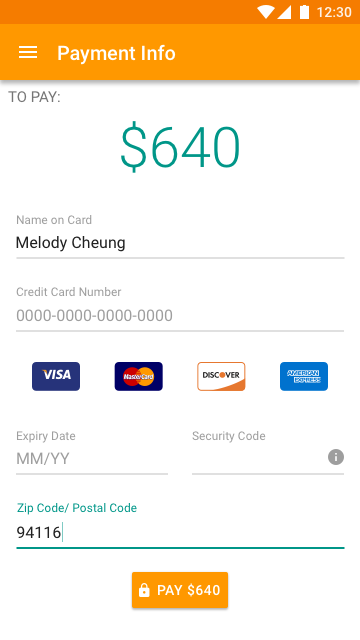 12:30
Payment Info
TO PAY:
$640
Name on Card
Melody Cheung
Credit Card Number
0000-0000-0000-0000
VISA MasterCard DISCOVER AMERICAN EXPRESS
Expiry Date Security Code
MM/YY
Zip Code/ Postal Code
94116
PAY $640